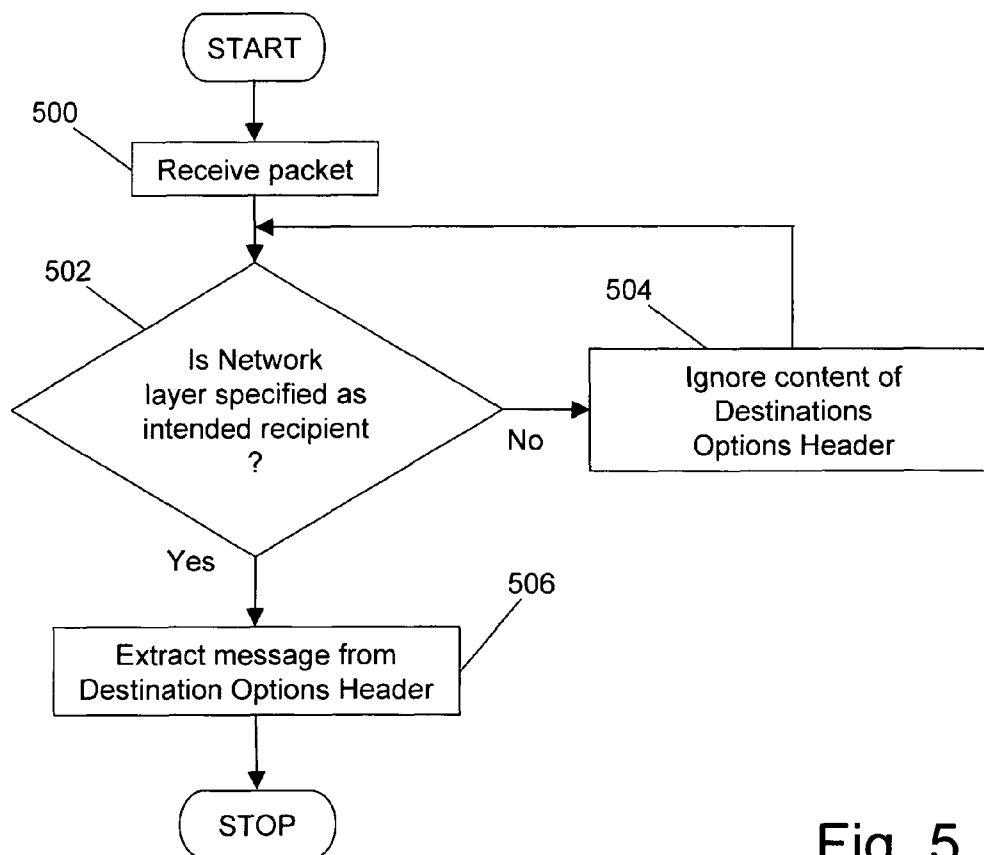 START
500
Receive packet
502
504
Is Network
layer specified as
intended recipient
?
No
Ignore content of
Destinations
Options Header
Yes
506
Extract message from
Destination Options Header
STOP
Fig. 5